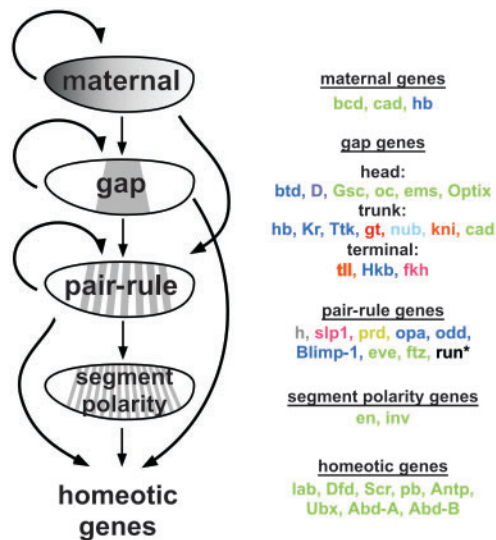 maternal
gap
pair-rule
segment
polarity
homeotic
genes
maternal genes
bcd, cad, hb
gap genes
head:
btd, D, Gsc, oc, ems, Optix
trunk:
hb, Kr, Ttk, gt, nub, kni, cad
terminal:
tll, Hkb, fkh
pair-rule genes
h, slp1, prd, opa, odd,
Blimp-1, eve, ftz, run*
segment polarity genes
en, inv
homeotic genes
lab, Dfd, Scr, pb, Antp,
Ubx, Abd-A, Abd-B